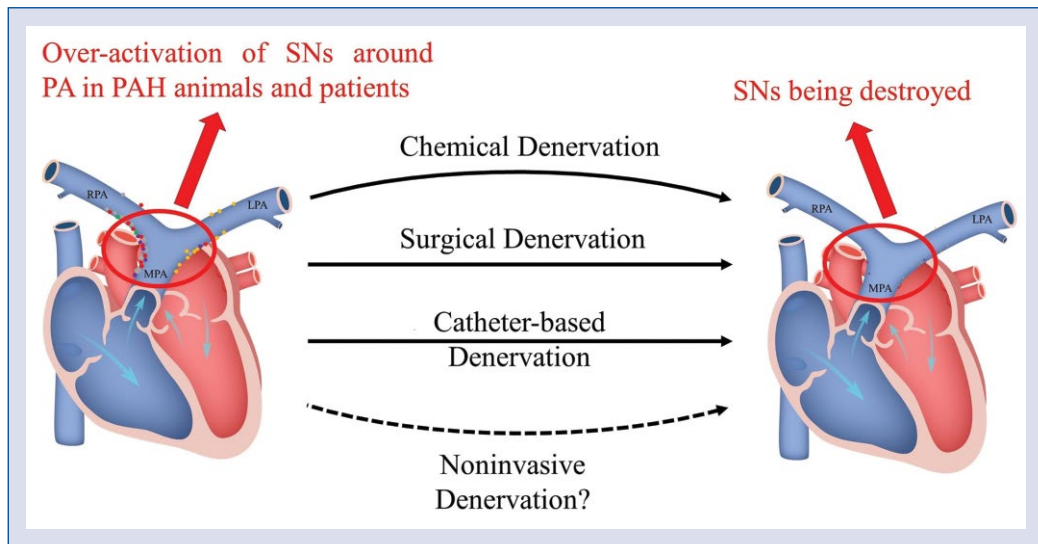 Over-activation of SNs around
PA in PAH animals and patients
SNs being destroyed
Chemical Denervation
RPA
LPA
MPA
Surgical Denervation
Catheter-based
Denervation
Noninvasive
Denervation?
RPA
LPA
MPA